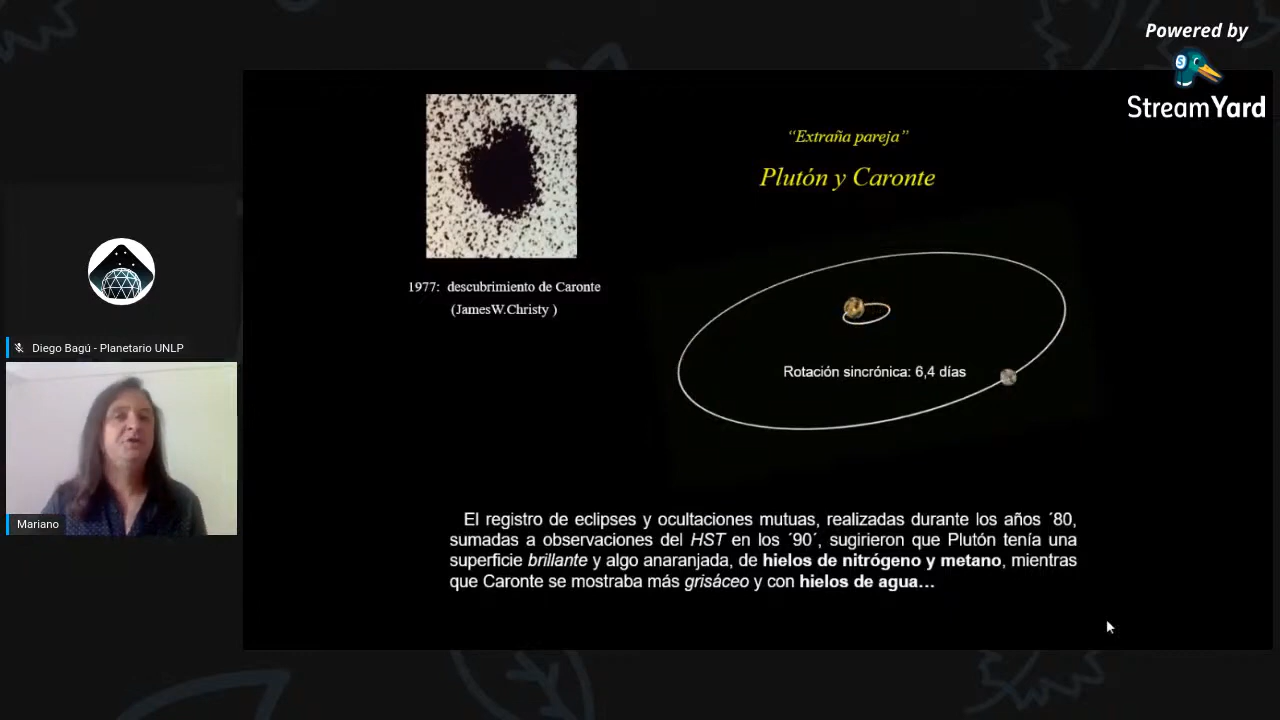 Powered by
StreamYard
“Extraña pareja”
Plutón y Caronte
1977: descubrimiento de Caronte
(JamesW.Christy )
Rotación sincrónica: 6,4 días
Diego Bagú - Planetario UNLP
Mariano
El registro de eclipses y ocultaciones mutuas, realizadas durante los años ´80,
sumadas a observaciones del HST en los ´90´, sugirieron que Plutón tenía una
superficie brillante y algo anaranjada, de hielos de nitrógeno y metano, mientras
que Caronte se mostraba más grisáceo y con hielos de agua…